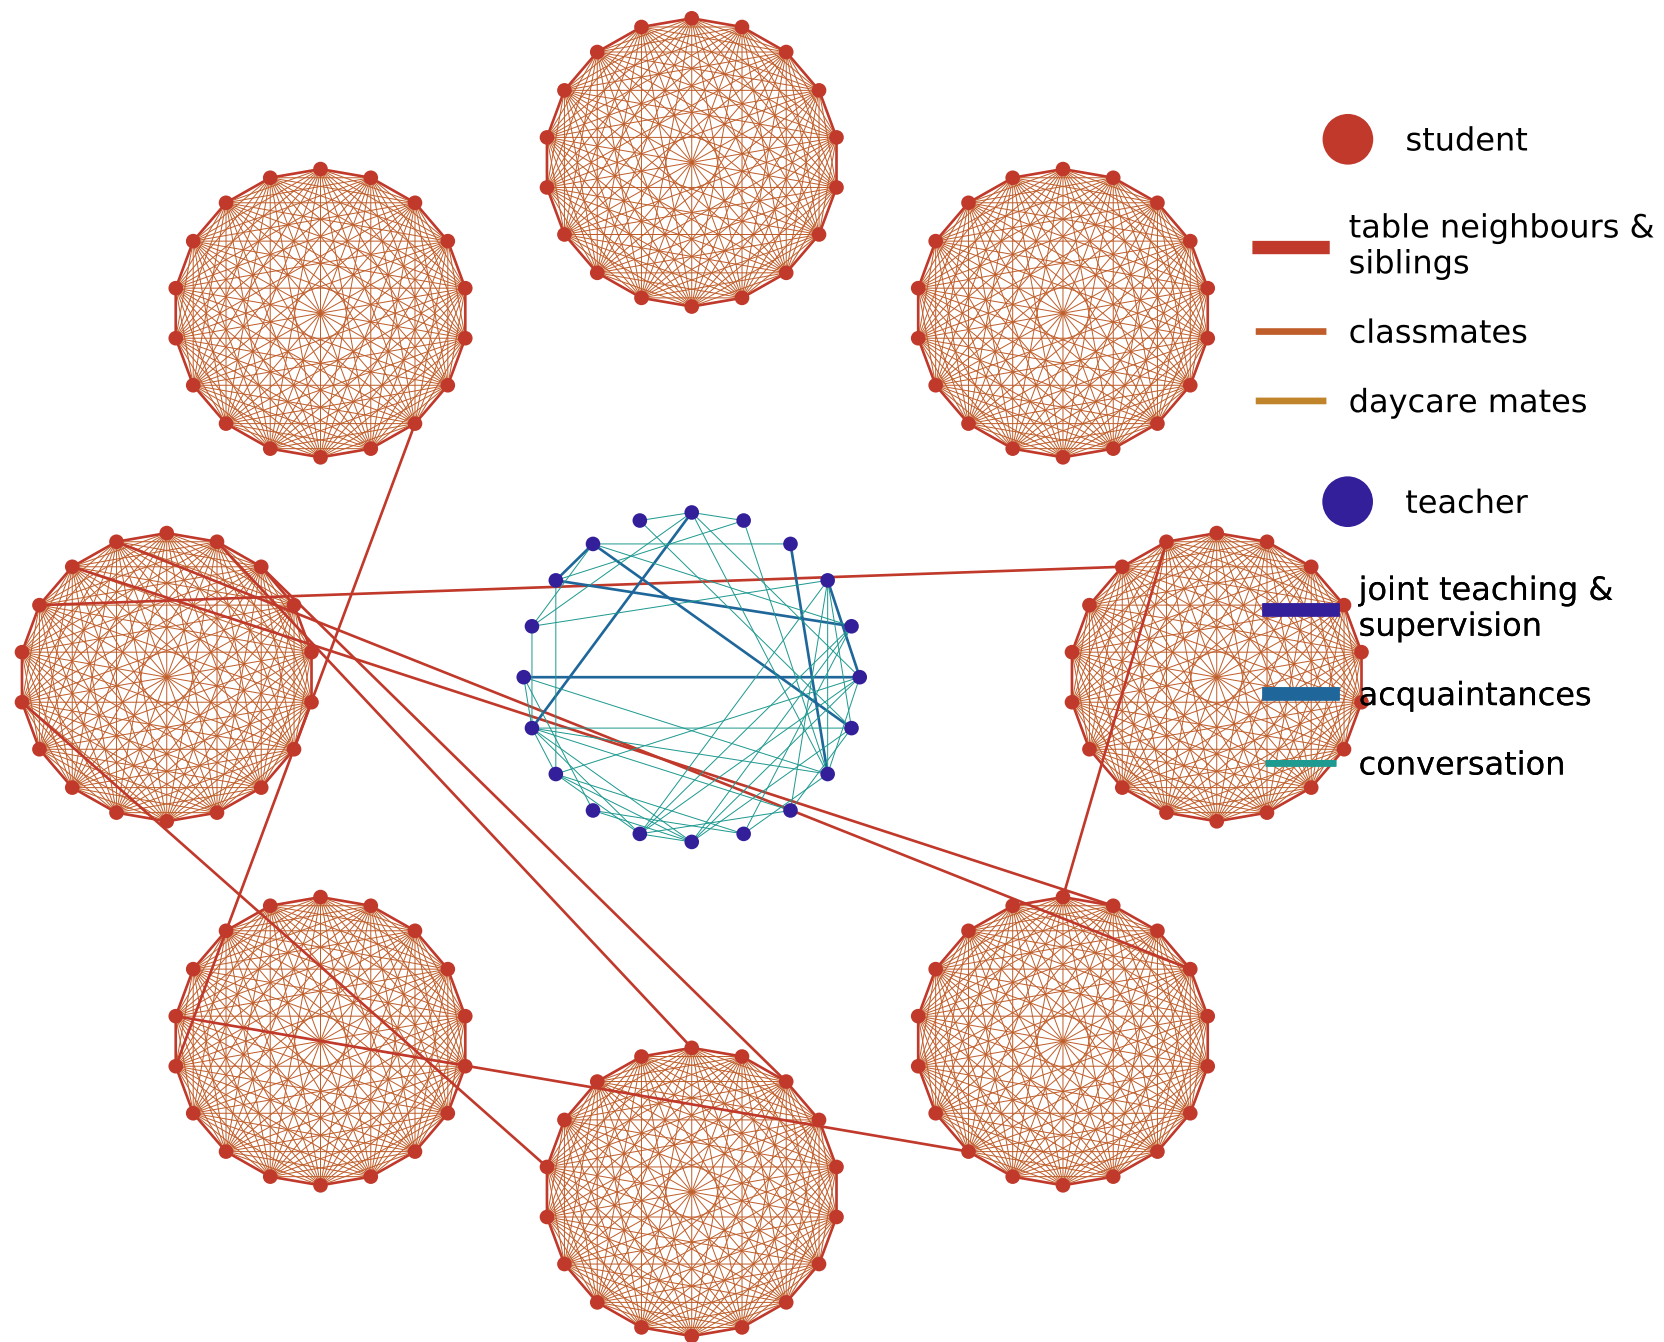 student
table neighbours &
siblings
classmates
daycare mates
teacher
joint teaching &
supervision
acquaintances
conversation